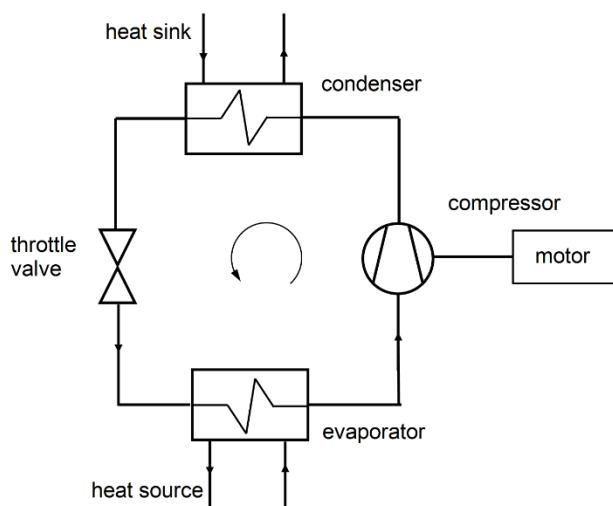 heat sink
condenser
compressor
throttle
valve
motor
evaporator
heat source